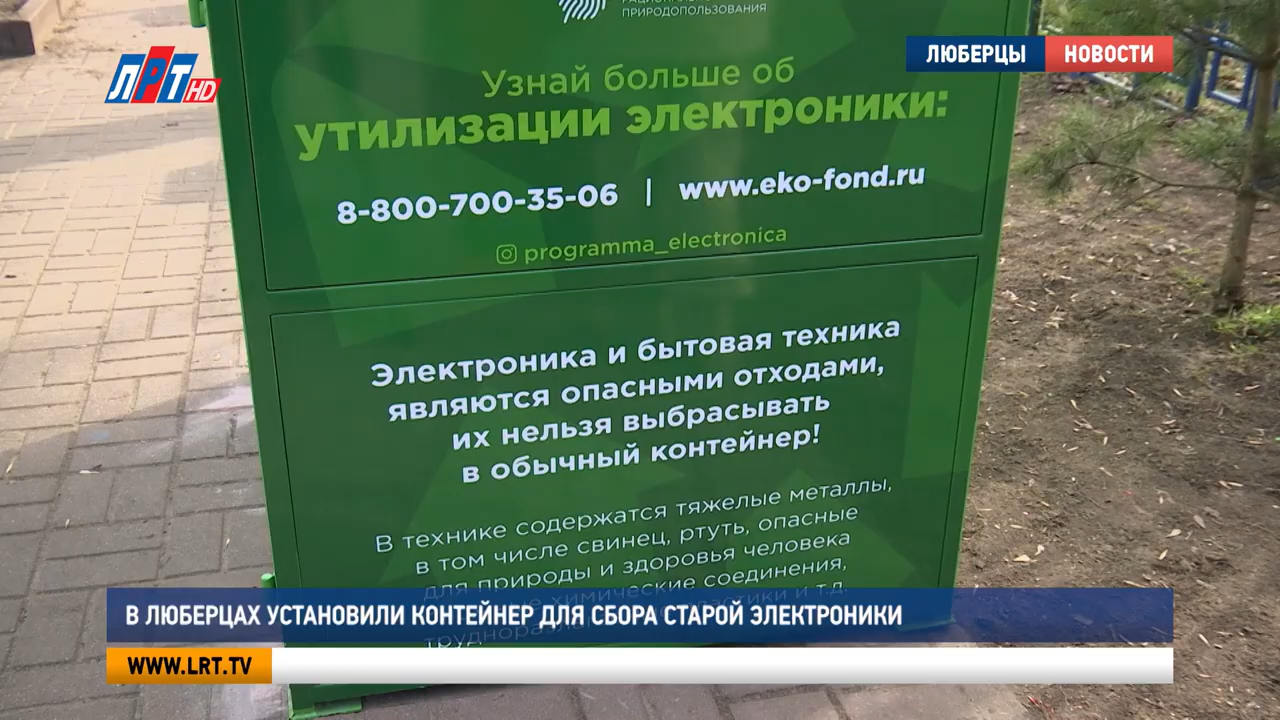 ПРИРОДОПОЛЬЗОВАНИЯ
ЛРТ HD
ЛЮБЕРЦЫ НОВОСТИ
Узнай больше об
утилизации электроники:
8-800-700-35-06 | www.eko-fond.ru
programma_electronica
Электроника и бытовая техника
являются опасными отходами,
их нельзя выбрасывать
в обычный контейнер!
В технике содержатся тяжелые металлы,
в том числе свинец, ртуть, опасные
для природы и здоровья человека
химические соединения,
и т.д.
В ЛЮБЕРЦАХ УСТАНОВИЛИ КОНТЕЙНЕР ДЛЯ СБОРА СТАРОЙ ЭЛЕКТРОНИКИ
WWW.LRT.TV